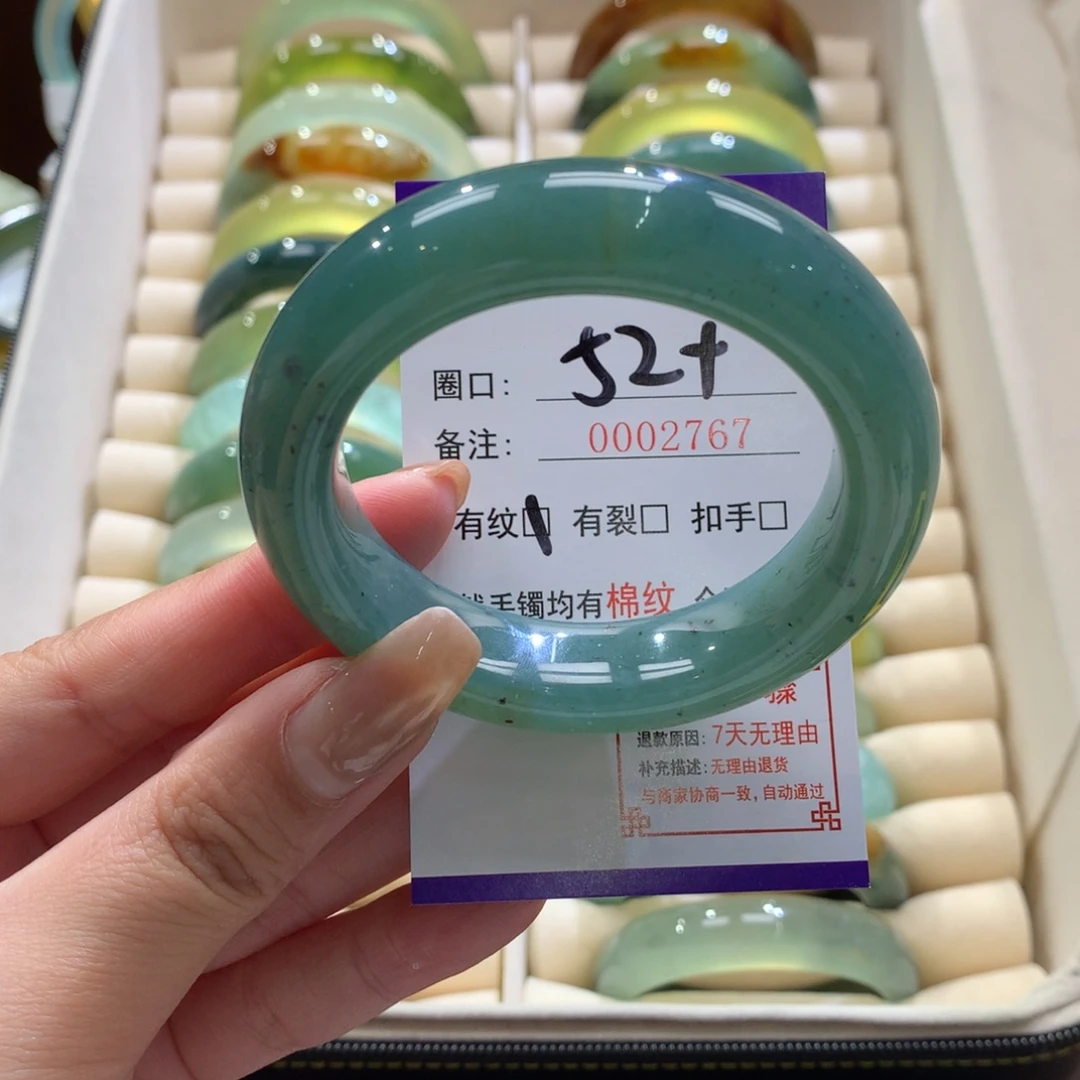 圈口: 52+
备注: 0002767
有纹□ 有裂□ 扣手□
手镯均有棉纹
退款原因: 7天无理由
补充描述: 无理由退货
与商家协商一致, 自动通过